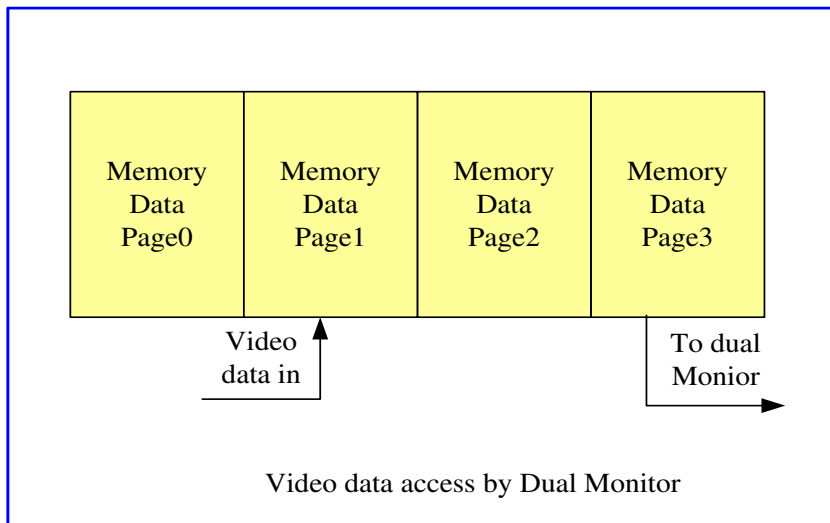 Memory
Data
Page0
Memory
Data
Page1
Memory
Data
Page2
Memory
Data
Page3
Video
data in
To dual
Monior
Video data access by Dual Monitor